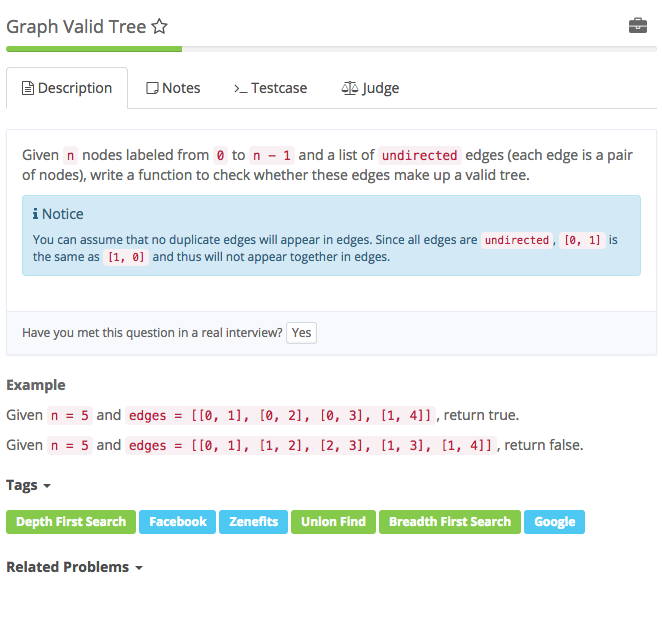 Graph Valid Tree
Description
Notes
Testcase
Judge
Given n nodes labeled from 0 to n - 1 and a list of undirected edges (each edge is a pair
of nodes), write a function to check whether these edges make up a valid tree.
Notice
You can assume that no duplicate edges will appear in edges. Since all edges are undirected, [0, 1] is
the same as [1, 0] and thus will not appear together in edges.
Have you met this question in a real interview? Yes
Example
Given n = 5 and edges = [[0, 1], [0, 2], [0, 3], [1, 4]], return true.
Given n = 5 and edges = [[0, 1], [1, 2], [2, 3], [1, 3], [1, 4]], return false.
Tags
Depth First Search Facebook Zenefits Union Find Breadth First Search Google
Related Problems